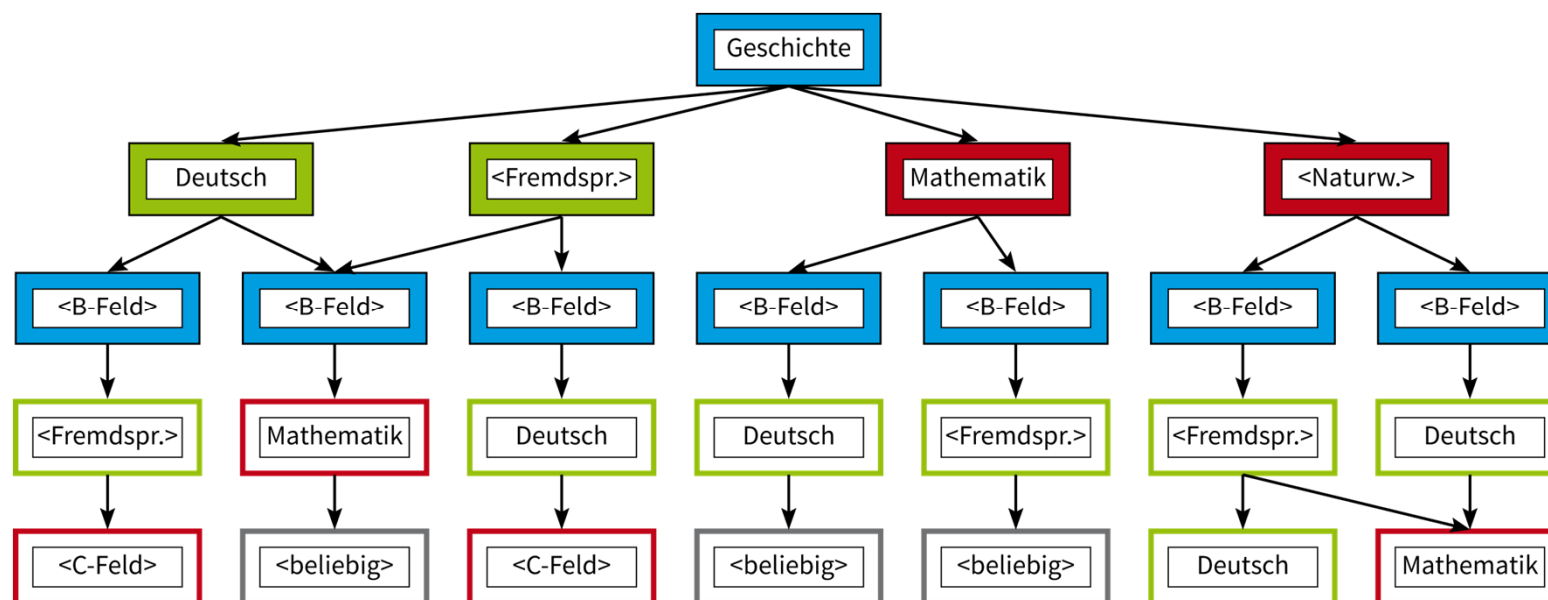 Geschichte
Deutsch
<Fremdspr.>
Mathematik
<Naturw.>
<B-Feld>
<B-Feld>
<B-Feld>
<B-Feld>
<B-Feld>
<B-Feld>
<B-Feld>
<Fremdspr.>
Mathematik
Deutsch
Deutsch
<Fremdspr.>
<Fremdspr.>
Deutsch
<C-Feld>
<beliebig>
<C-Feld>
<beliebig>
<beliebig>
Deutsch
Mathematik